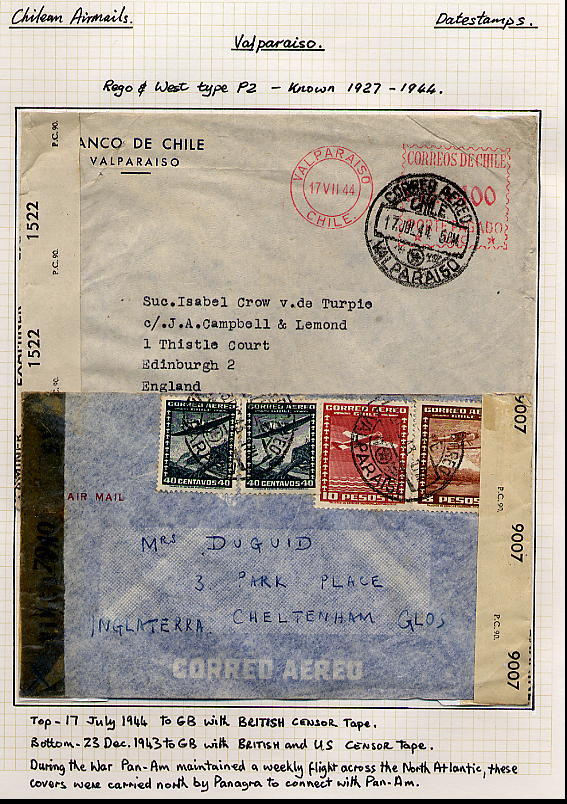 Chilean Airmails.
Datestamps.
Valparaiso.
Rego & West type P2 - Known 1927 - 1944.
P.C. 90.
1522
P.C. 90.
1522
ANCO DE CHILE
VALPARAISO
VALPARAISO
17 VII 44
CHILE.
CORREOS DE CHILE
CORREO AEREO
CHILE
VALPARAISO
Suc.Isabel Crow v.de Turpie
c/.J.A.Campbell & Lemond
1 Thistle Court
Edinburgh 2
England
CORREO AEREO
40 CENTAVOS 40
CORREO AEREO
40 CENTAVOS 40
CORREO AEREO
CHILE
10 PESOS
CORREO AEREO
CHILE
PESOS
AIR MAIL
9007
P.C. 90.
9007
P.C. 90.
9007
Mrs DUGUID
3. PARK PLACE
CHELTENHAM GLOS
INGLATERRA.
CORREO AEREO
Top - 17 July 1944 to GB with BRITISH CENSOR Tape.
Bottom - 23 Dec. 1943 to GB with BRITISH and US CENSOR Tape.
During the War Pan-Am maintained a weekly flight across the North Atlantic, these
covers were carried north by Panagra to connect with Pan-Am.